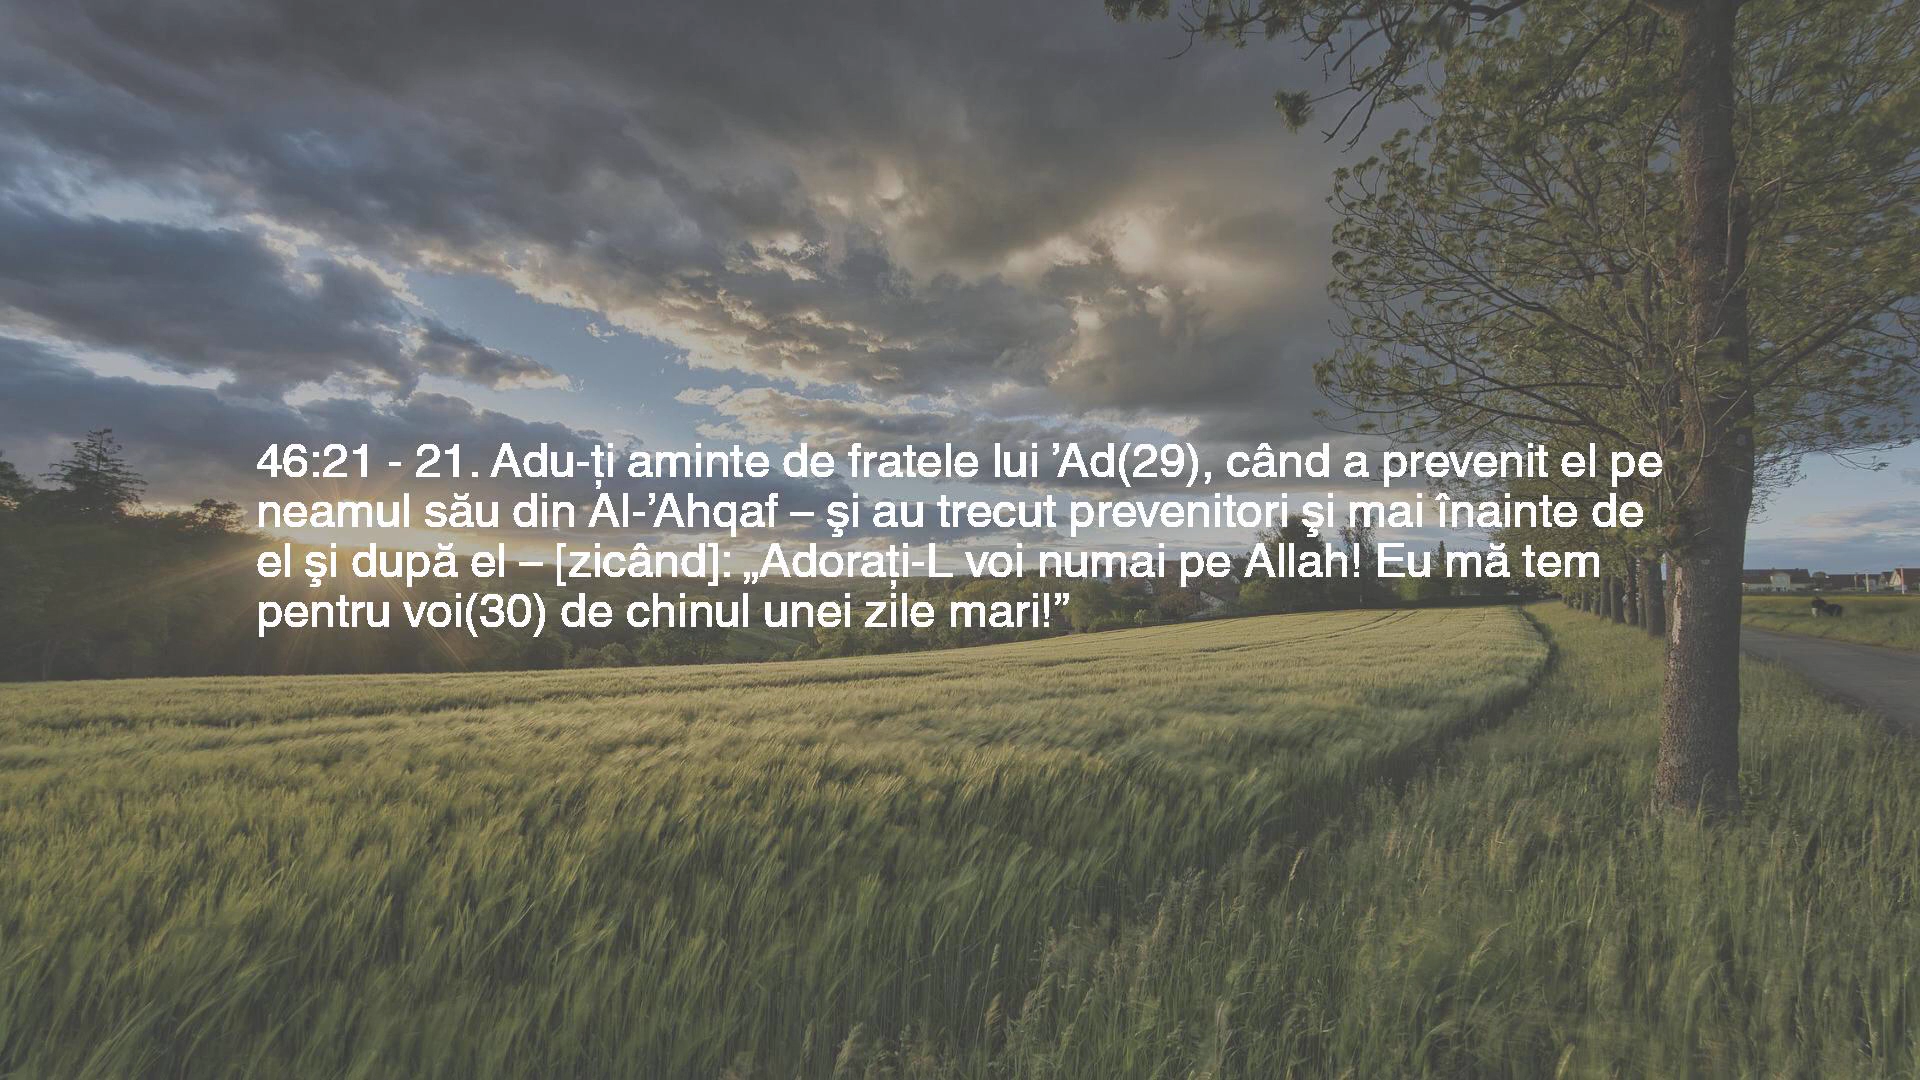 46:21 - 21. Adu-ți aminte de fratele lui ’Ad(29), când a prevenit el pe
neamul său din Al-’Ahqaf – şi au trecut prevenitori şi mai înainte de
el şi după el – [zicând]: „Adorați-L voi numai pe Allah! Eu mă tem
pentru voi(30) de chinul unei zile mari!”